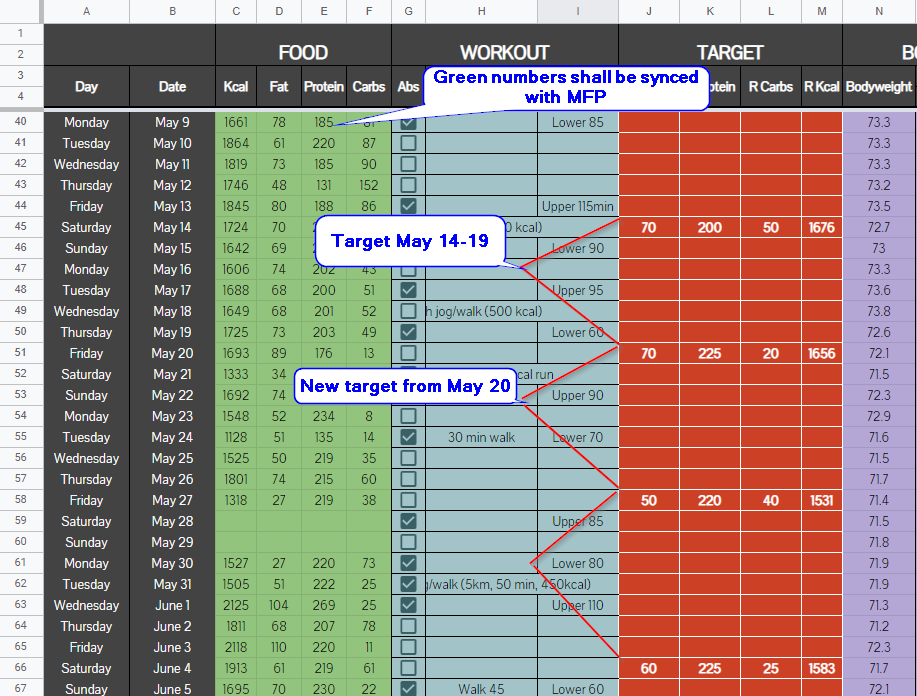 A B C D E F G H I J K L M N
1
2 FOOD WORKOUT TARGET
3
4 Day Date Kcal Fat Protein Carbs Abs R Carbs R Kcal Bodyweight
Green numbers shall be synced
with MFP
40 Monday May 9 1661 78 185 Lower 85 73.3
41 Tuesday May 10 1864 61 220 87 73.3
42 Wednesday May 11 1819 73 185 90 73.3
43 Thursday May 12 1746 48 131 152 73.2
44 Friday May 13 1845 80 188 86 Upper 115min 73.5
45 Saturday May 14 1724 70 kcal) 70 200 50 1676 72.7
Target May 14-19
46 Sunday May 15 1642 69 Lower 90 73
47 Monday May 16 1606 74 202 43 73.3
48 Tuesday May 17 1688 68 200 51 Upper 95 73.6
49 Wednesday May 18 1649 68 201 52 jog/walk (500 kcal) 73.8
50 Thursday May 19 1725 73 203 49 Lower 60 72.6
51 Friday May 20 1693 89 176 13 70 225 20 1656 72.1
52 Saturday May 21 1333 34 run 71.5
New target from May 20
53 Sunday May 22 1692 74 Upper 90 72.3
54 Monday May 23 1548 52 234 8 72.9
55 Tuesday May 24 1128 51 135 14 30 min walk Lower 70 71.6
56 Wednesday May 25 1525 50 219 35 71.5
57 Thursday May 26 1801 74 215 60 71.7
58 Friday May 27 1318 27 219 38 50 220 40 1531 71.4
59 Saturday May 28 Upper 85 71.5
60 Sunday May 29 71.8
61 Monday May 30 1527 27 220 73 Lower 80 71.9
62 Tuesday May 31 1505 51 222 25 g/walk (5km, 50 min, 450kcal) 71.9
63 Wednesday June 1 2125 104 269 25 Upper 110 71.3
64 Thursday June 2 1811 68 207 78 71.2
65 Friday June 3 2118 110 220 11 72.3
66 Saturday June 4 1913 61 219 61 60 225 25 1583 71.7
67 Sunday June 5 1695 70 230 22 Walk 45 Lower 60 72.1